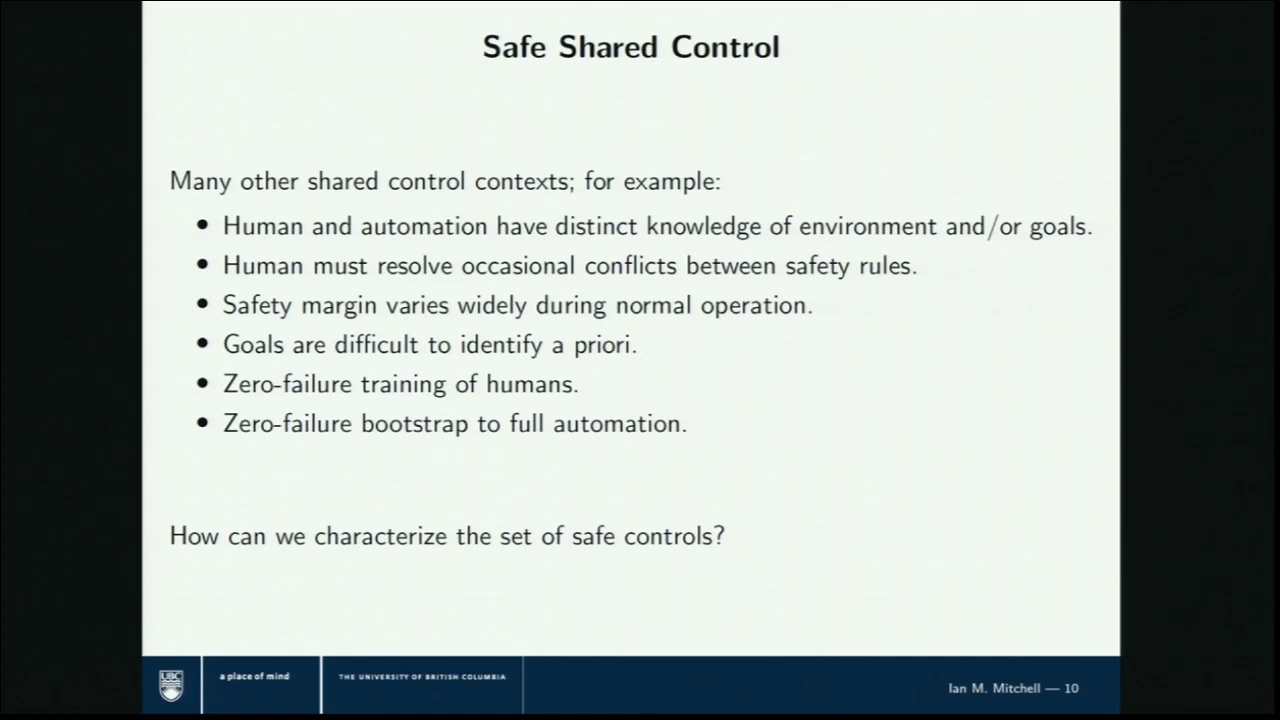 Safe Shared Control
Many other shared control contexts; for example:
• Human and automation have distinct knowledge of environment and/or goals.
• Human must resolve occasional conflicts between safety rules.
• Safety margin varies widely during normal operation.
• Goals are difficult to identify a priori.
• Zero-failure training of humans.
• Zero-failure bootstrap to full automation.
How can we characterize the set of safe controls?
UBC
a place of mind
THE UNIVERSITY OF BRITISH COLUMBIA
Ian M. Mitchell — 10